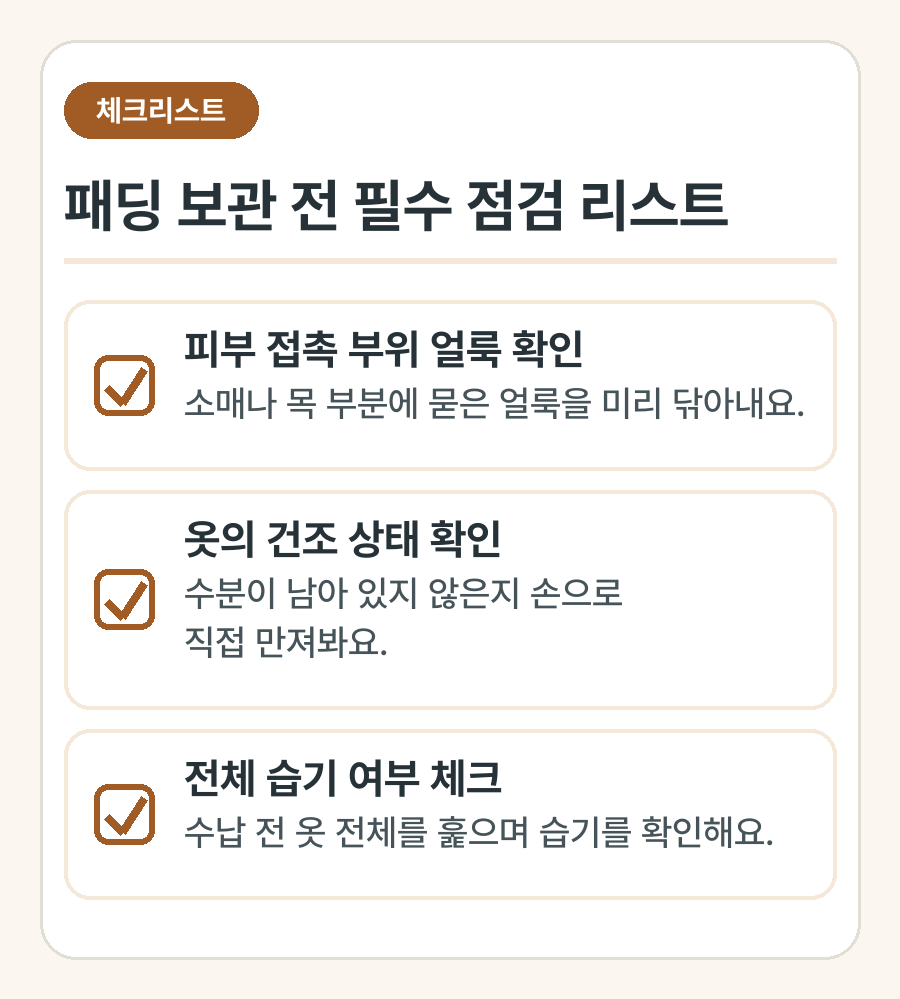 체크리스트
패딩 보관 전 필수 점검 리스트
피부 접촉 부위 얼룩 확인
소매나 목 부분에 묻은 얼룩을 미리 닦아내요.
옷의 건조 상태 확인
수분이 남아 있지 않은지 손으로
직접 만져봐요.
전체 습기 여부 체크
수납 전 옷 전체를 훑으며 습기를 확인해요.